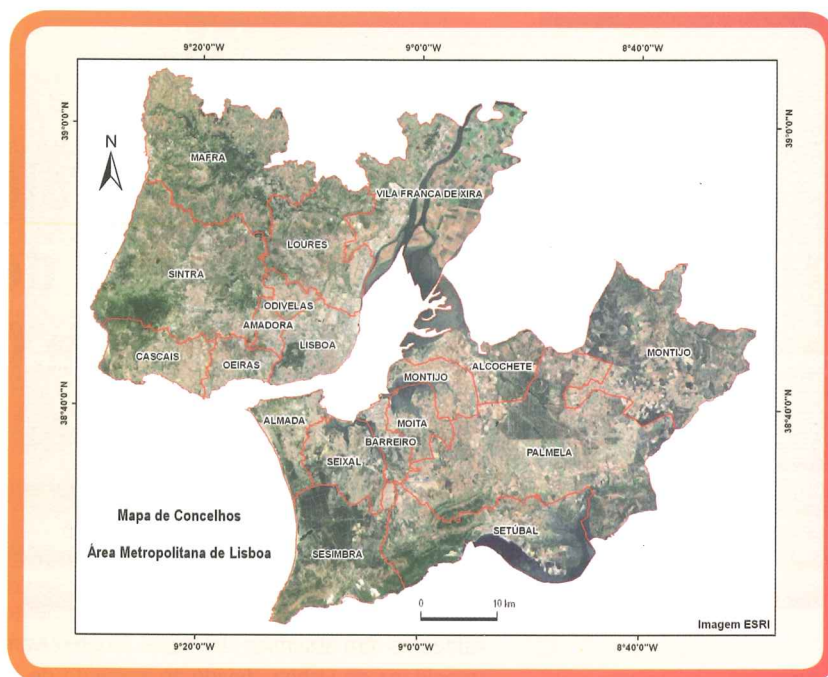 9°20'0"W 9°0'0"W 8°40'0"W
39°0'0"N 39°0'0"N
N
MAFRA
VILA FRANCA DE XIRA
LOURES
SINTRA
ODIVELAS
AMADORA
LISBOA
CASCAIS
OEIRAS
MONTIJO
ALCOCHETE
MONTIJO
38°40'0"N 38°40'0"N
ALMADA
MOITA
BARREIRO
SEIXAL
PALMELA
Mapa de Concelhos
Área Metropolitana de Lisboa
SETÚBAL
SESIMBRA
0 10 km
Imagem ESRI
9°20'0"W 9°0'0"W 8°40'0"W